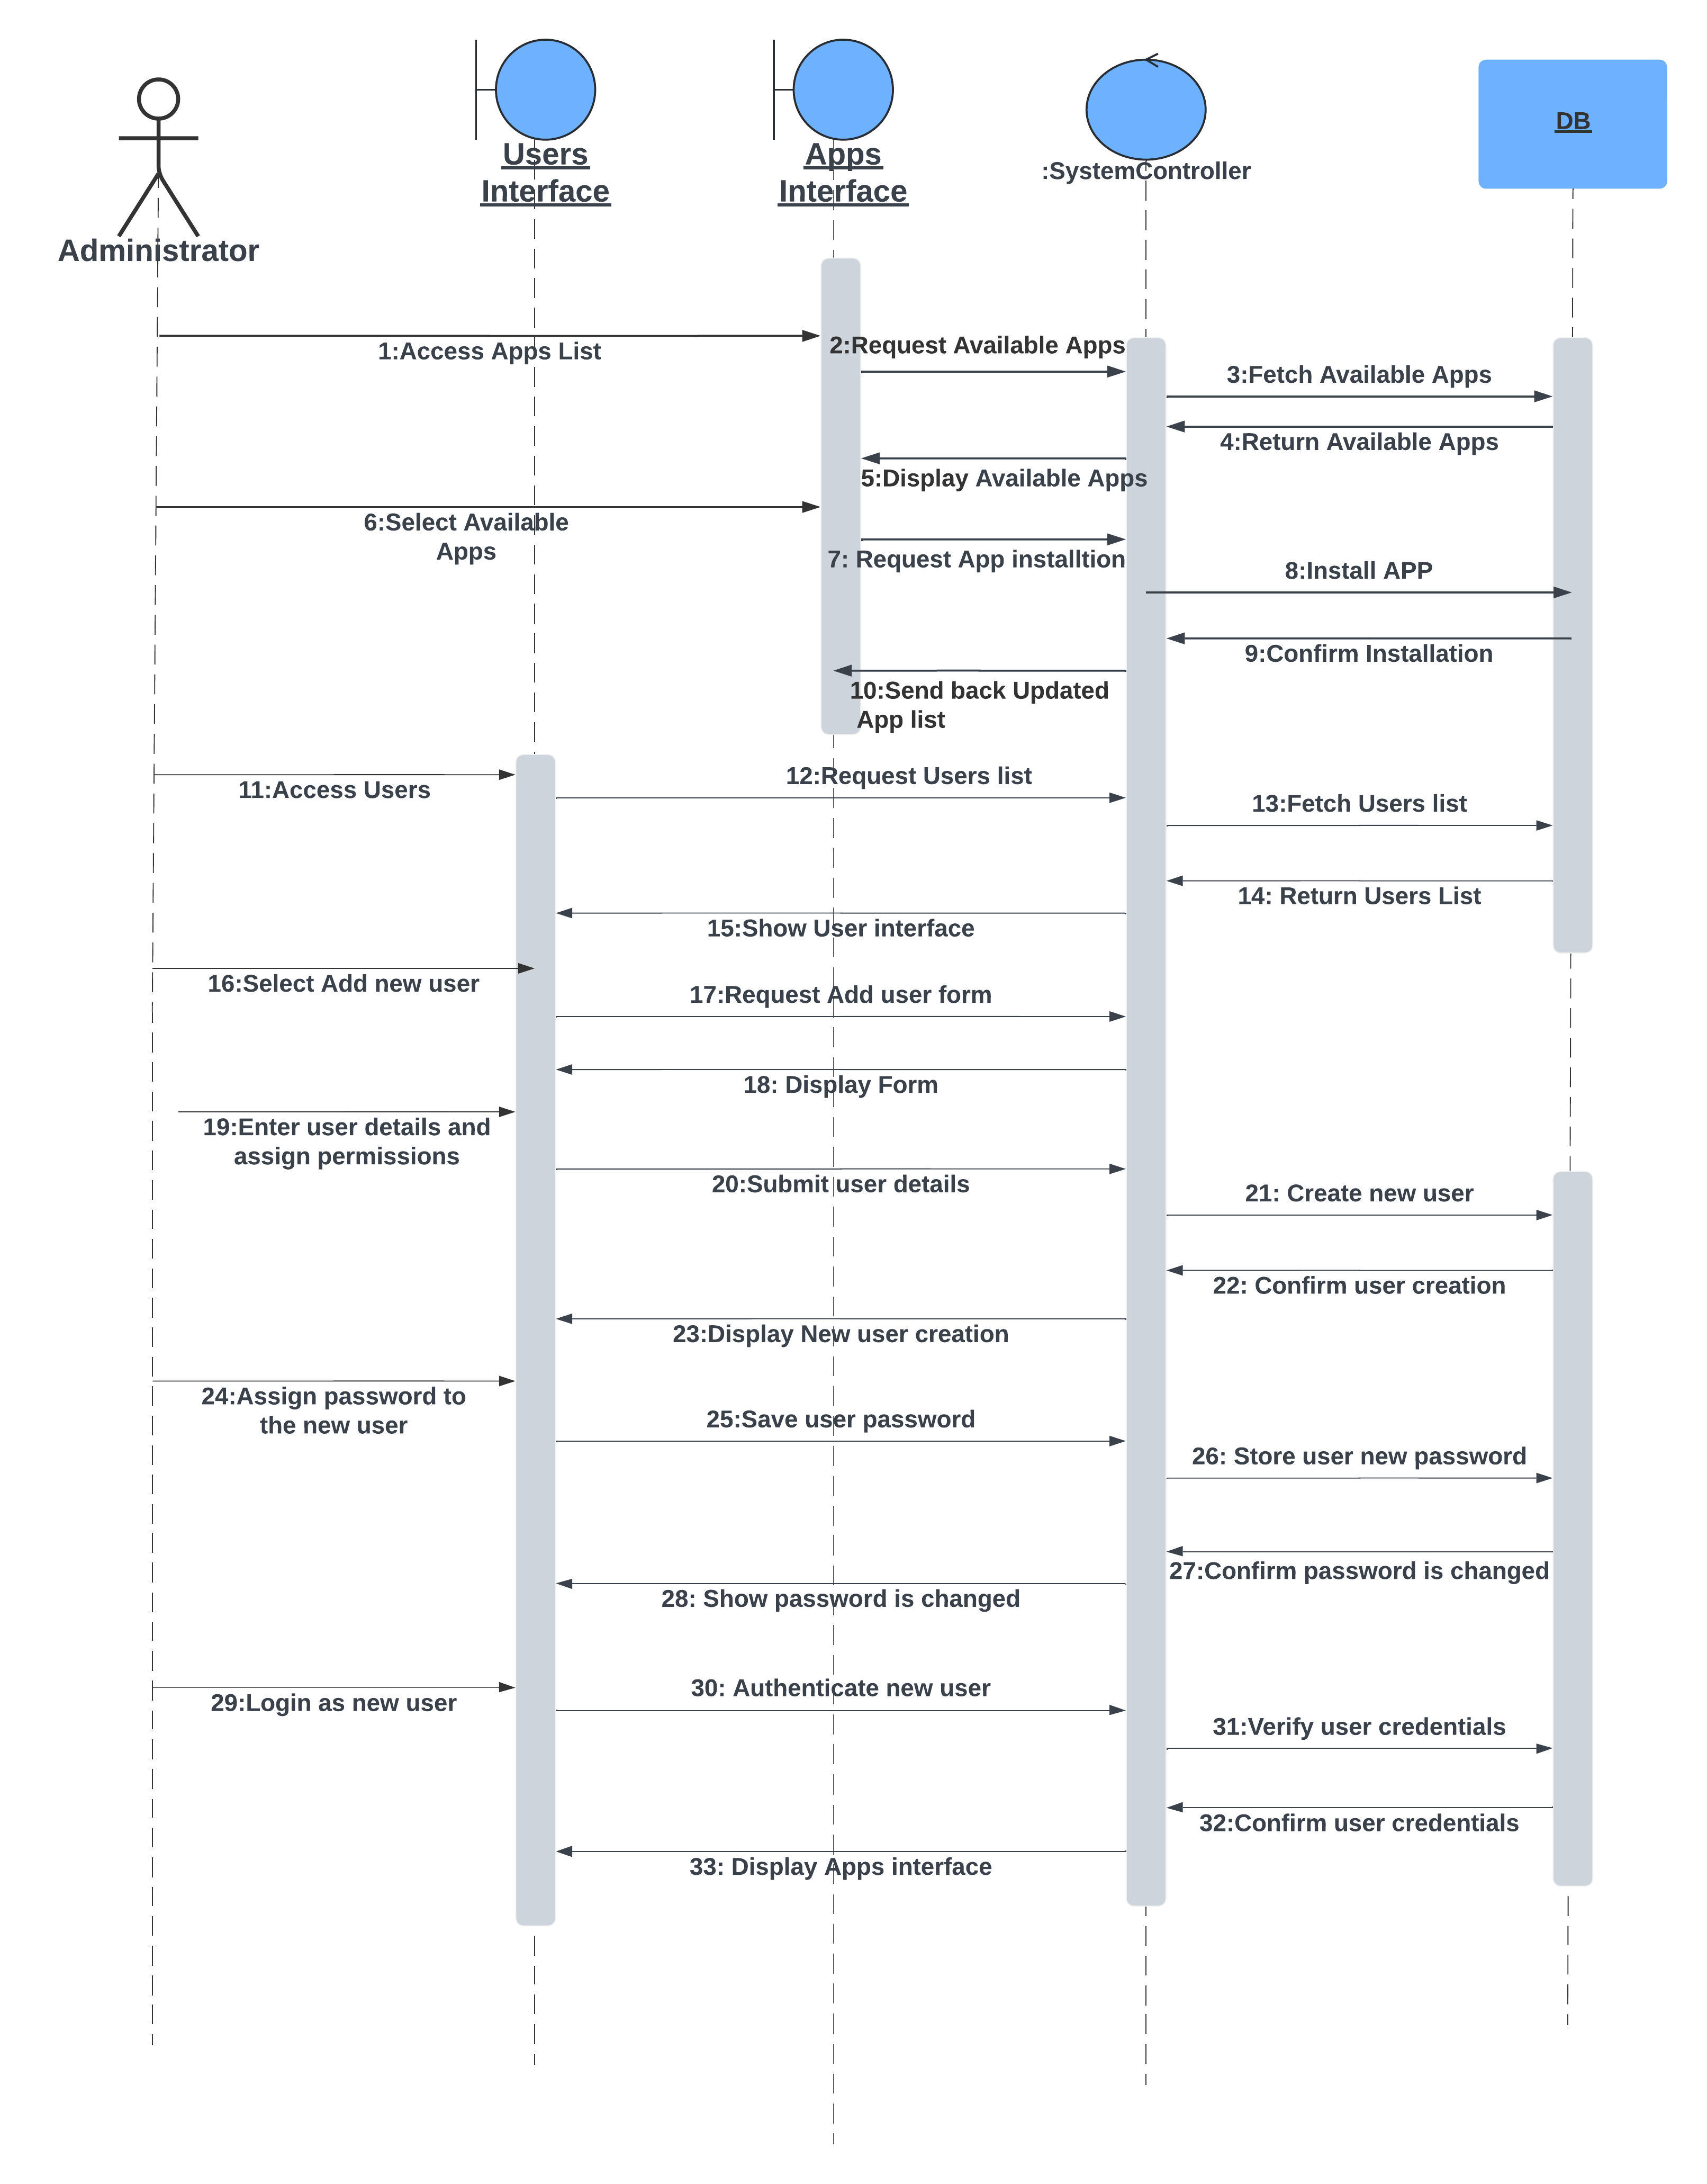 Users
Interface
Apps
Interface
:SystemController
DB
Administrator
1:Access Apps List
2:Request Available Apps
3:Fetch Available Apps
4:Return Available Apps
5:Display Available Apps
6:Select Available
Apps
7: Request App installtion
8:Install APP
9:Confirm Installation
10:Send back Updated
App list
11:Access Users
12:Request Users list
13:Fetch Users list
14: Return Users List
15:Show User interface
16:Select Add new user
17:Request Add user form
18: Display Form
19:Enter user details and
assign permissions
20:Submit user details
21: Create new user
22: Confirm user creation
23:Display New user creation
24:Assign password to
the new user
25:Save user password
26: Store user new password
27:Confirm password is changed
28: Show password is changed
29:Login as new user
30: Authenticate new user
31:Verify user credentials
32:Confirm user credentials
33: Display Apps interface